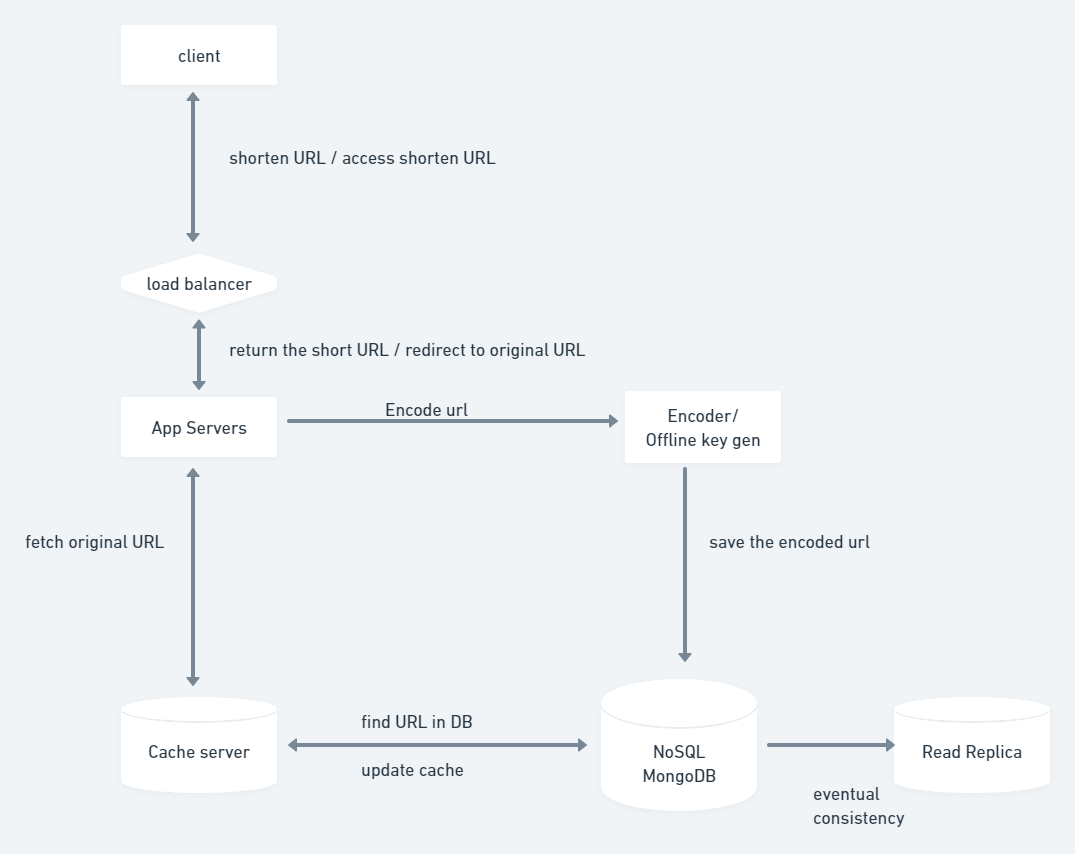 client
shorten URL / access shorten URL
load balancer
return the short URL / redirect to original URL
App Servers
Encode url
Encoder/
Offline key gen
fetch original URL
save the encoded url
Cache server
find URL in DB
update cache
NoSQL
MongoDB
Read Replica
eventual
consistency